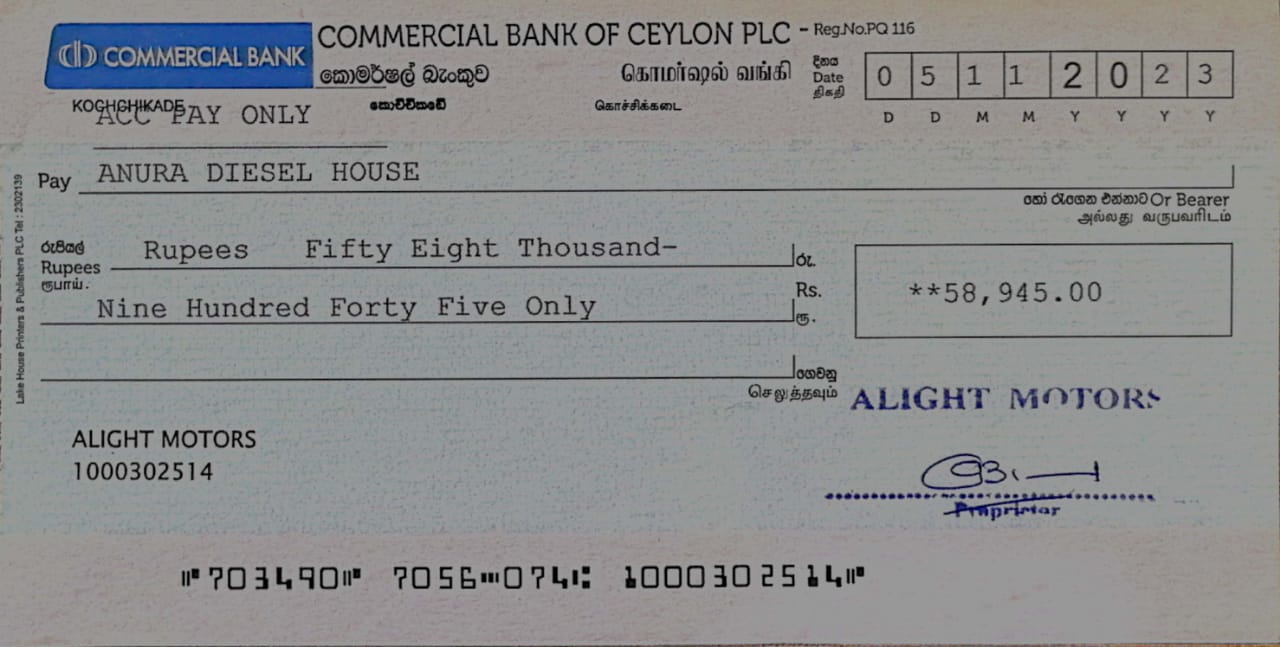 COMMERCIAL BANK
COMMERCIAL BANK OF CEYLON PLC - Reg.No.PQ 116
කොමර්ෂල් බැංකුව கொமர்ஷல் வங்கி
දිනය
Date
திகதி
0 5 1 1 2 0 2 3
D D M M Y Y Y Y
KOCHCHIKADE කොච්චිකඩේ கொச்சிக்கடை
ACC PAY ONLY
Pay ANURA DIESEL HOUSE
හෝ රැගෙන එන්නාට Or Bearer
அல்லது வருபவரிடம்
රුපියල්
Rupees
ரூபாய்.
Rupees Fifty Eight Thousand-
Nine Hundred Forty Five Only
රු.
Rs.
ரூ.
**58,945.00
ගෙවනු
செலுத்தவும்
ALIGHT MOTORS
ALIGHT MOTORS
1000302514
Proprietor
⑈703490⑈ 7056⑉074⑆ 1000302514⑈
Lake House Printers & Publishers PLC Tel : 2302139